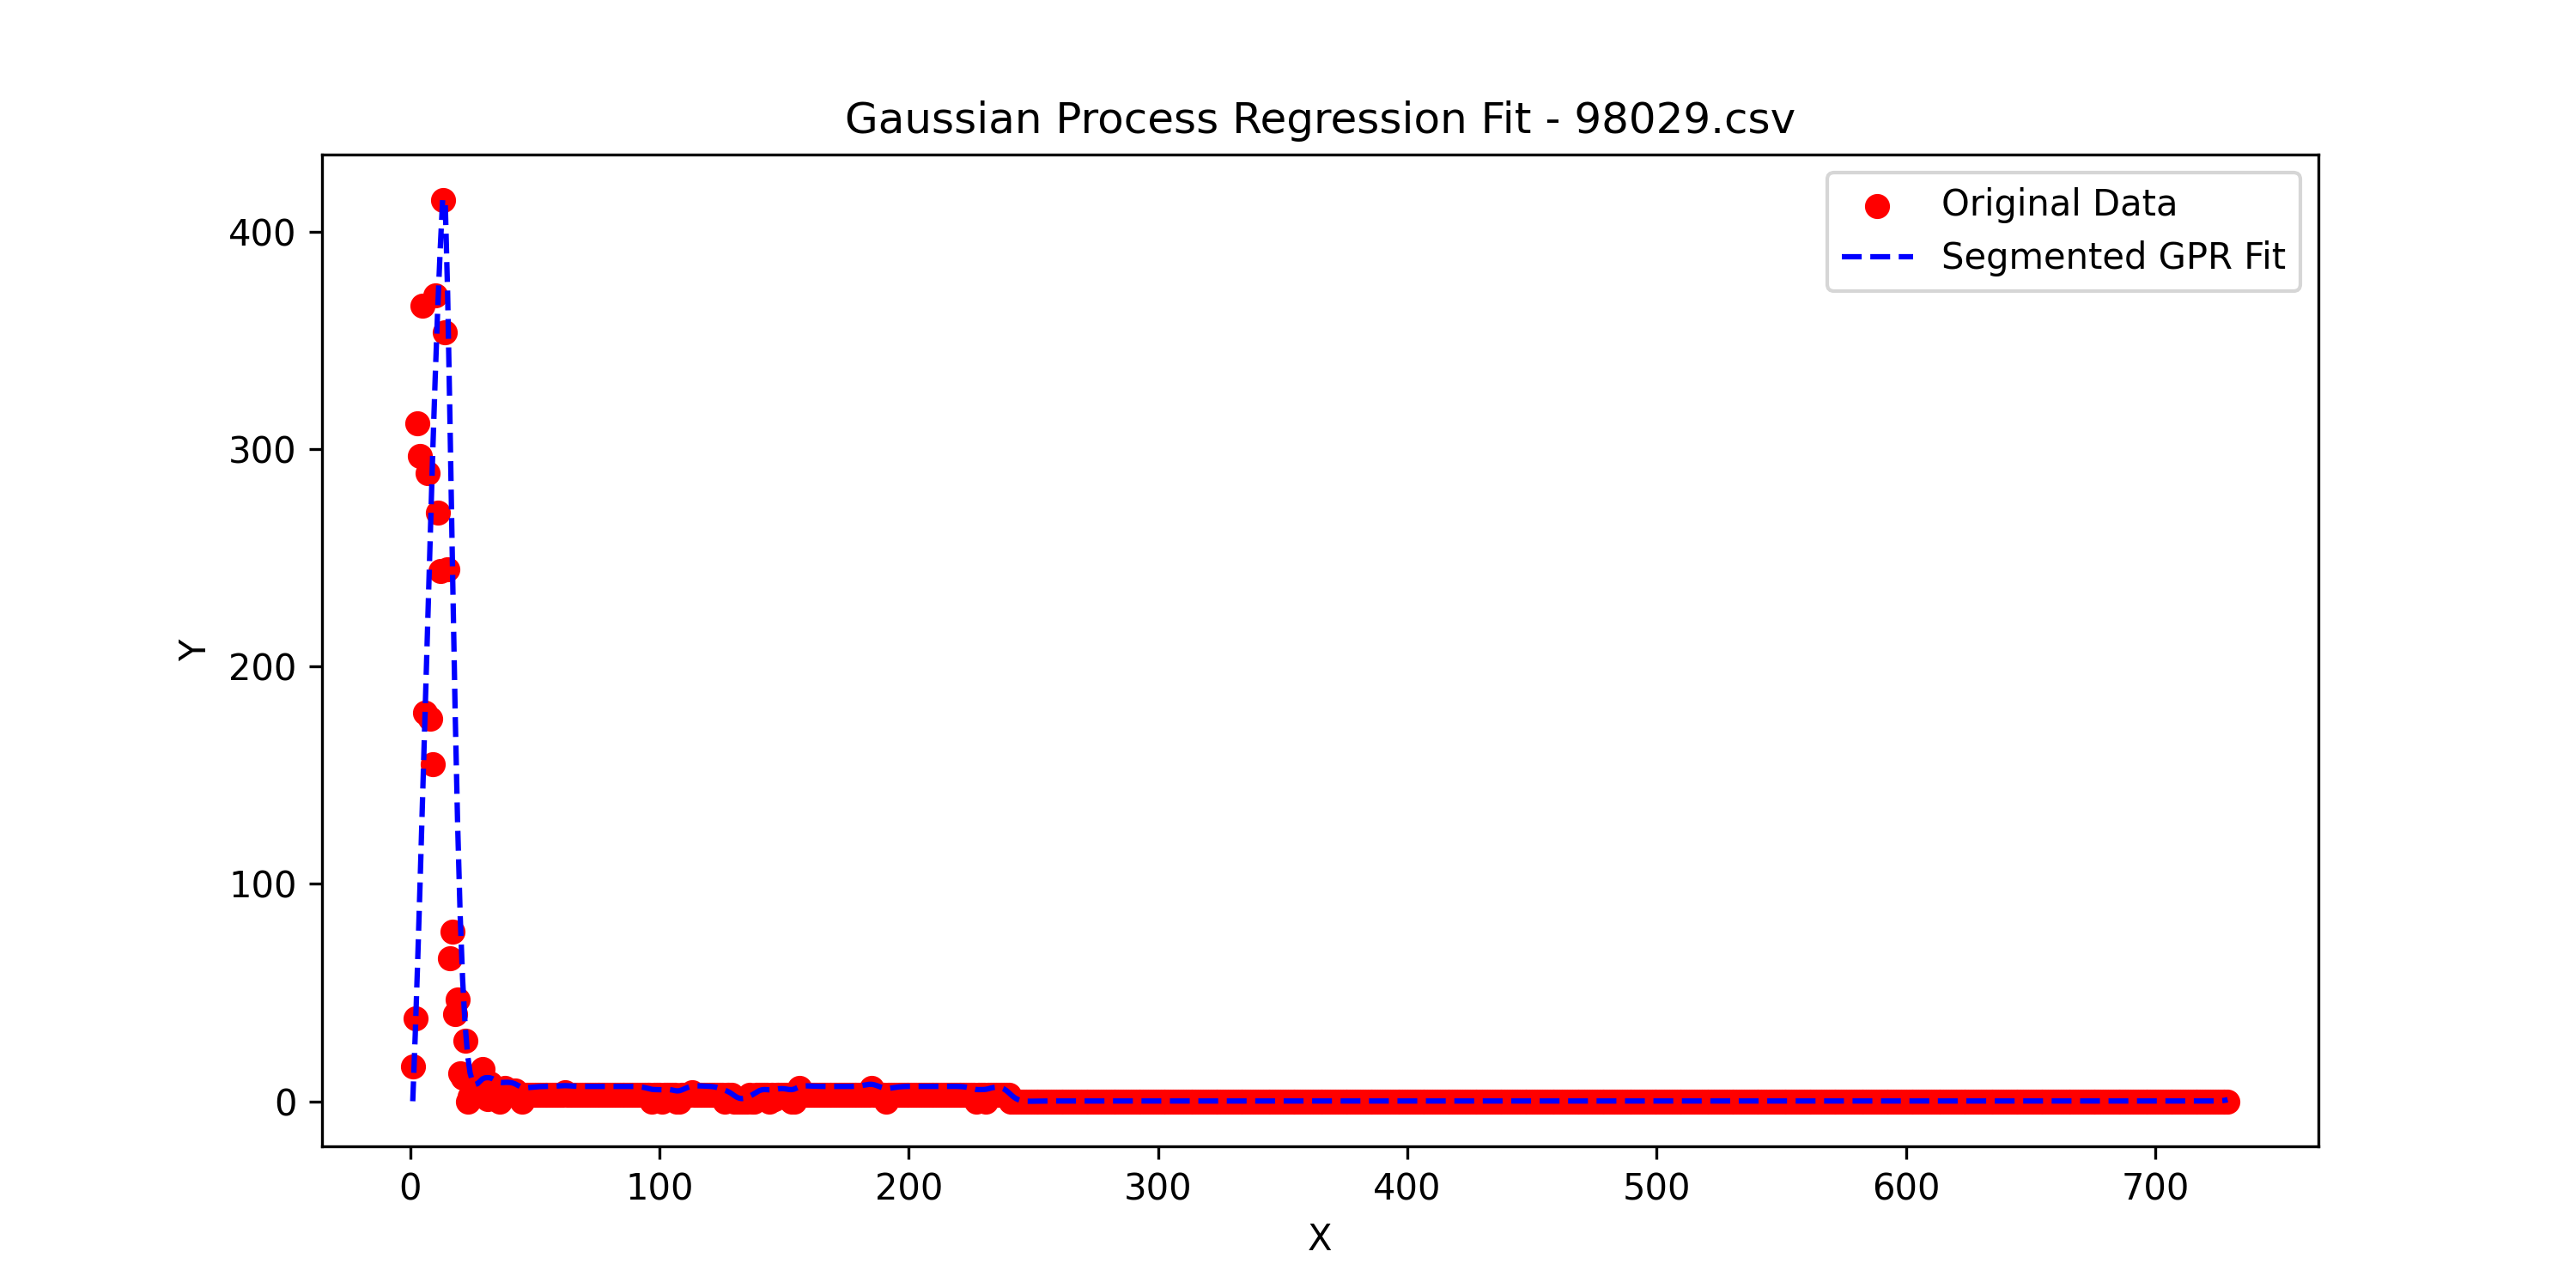 Gaussian Process Regression Fit - 98029.csv
Original Data
Segmented GPR Fit
400
300
200
100
0
Y
0 100 200 300 400 500 600 700
X